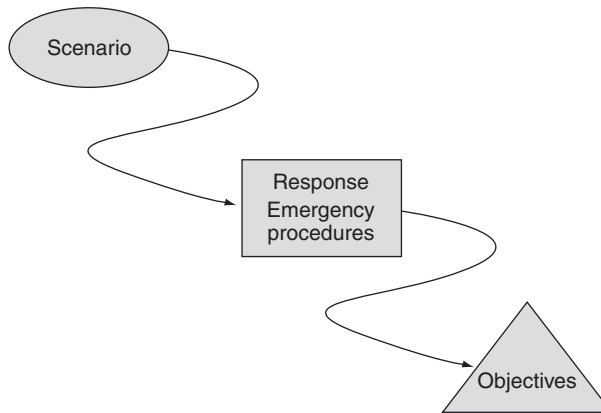 Scenario
Response
Emergency
procedures
Objectives